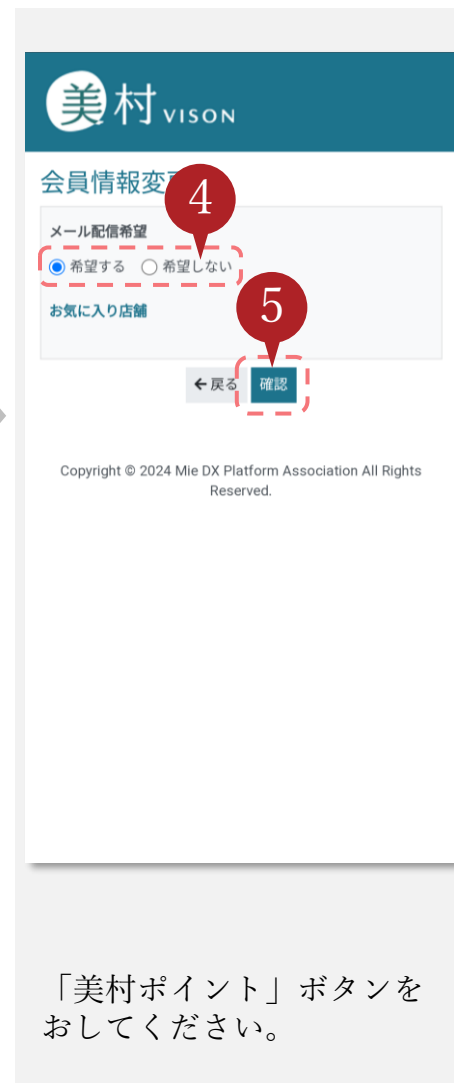 美村 VISON
会員情報変
4
メール配信希望
希望する 希望しない
お気に入り店舗
5
←戻る 確認
Copyright © 2024 Mie DX Platform Association All Rights
Reserved.
「美村ポイント」ボタンを
おしてください。